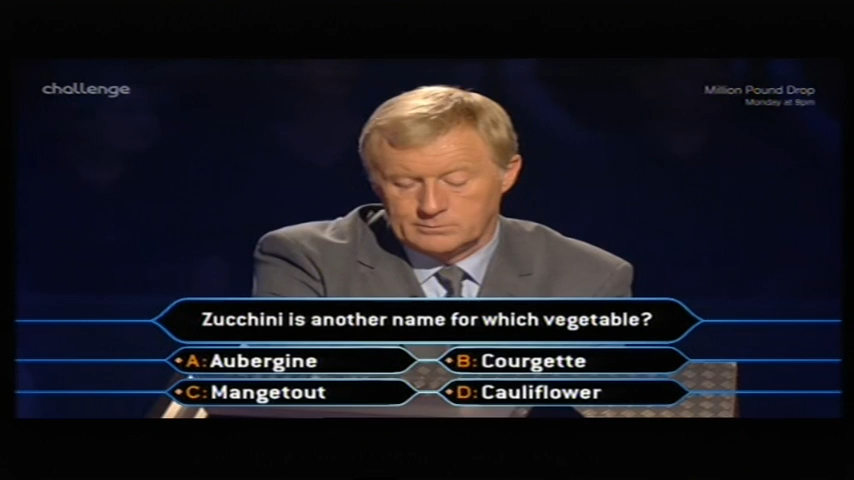 challenge
Million Pound Drop
Monday at 8pm
Zucchini is another name for which vegetable?
A: Aubergine
B: Courgette
C: Mangetout
D: Cauliflower